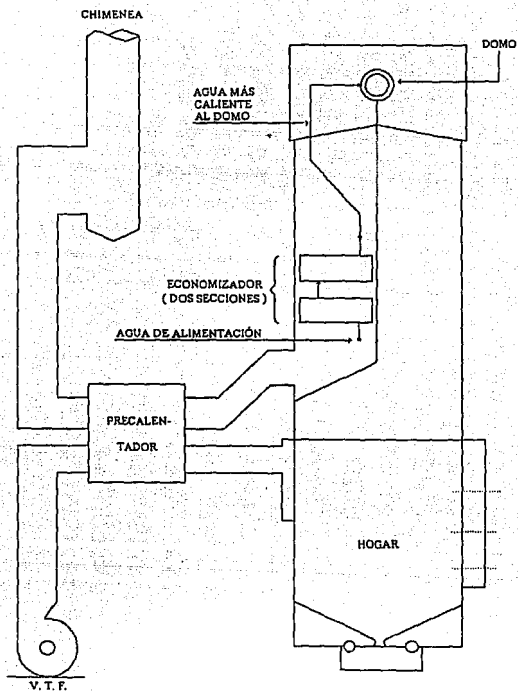 CHIMENEA
DOMO
AGUA MÁS
CALIENTE
AL DOMO
ECONOMIZADOR
( DOS SECCIONES )
AGUA DE ALIMENTACIÓN
PRECALEN-
TADOR
HOGAR
V. T. F.